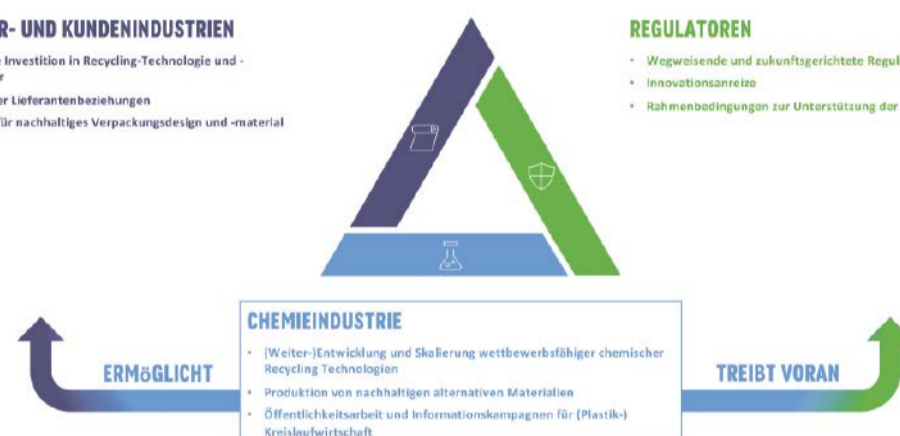 R- UND KUNDENINDUSTRIEN
Investition in Recycling-Technologie und -
r
er Lieferantenbeziehungen
für nachhaltiges Verpackungsdesign und -material
REGULATOREN
• Wegweisende und zukunftsgerichtete Regul
• Innovationsanreize
• Rahmenbedingungen zur Unterstützung der
CHEMIEINDUSTRIE
• (Weiter-)Entwicklung und Skalierung wettbewerbsfähiger chemischer
Recycling Technologien
• Produktion von nachhaltigen alternativen Materialien
• Öffentlichkeitsarbeit und Informationskampagnen für (Plastik-)
Kreislaufwirtschaft
ERMöGLICHT
TREIBT VORAN